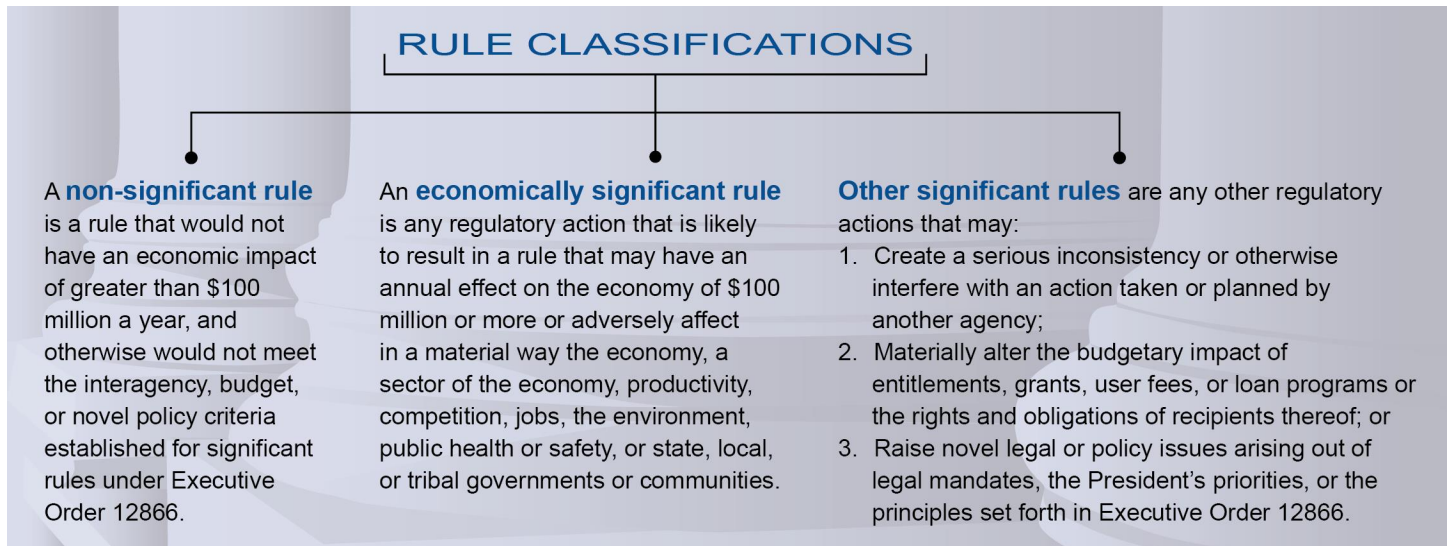 RULE CLASSIFICATIONS
A non-significant rule
is a rule that would not
have an economic impact
of greater than $100
million a year, and
otherwise would not meet
the interagency, budget,
or novel policy criteria
established for significant
rules under Executive
Order 12866.
An economically significant rule
is any regulatory action that is likely
to result in a rule that may have an
annual effect on the economy of $100
million or more or adversely affect
in a material way the economy, a
sector of the economy, productivity,
competition, jobs, the environment,
public health or safety, or state, local,
or tribal governments or communities.
Other significant rules are any other regulatory
actions that may:
1. Create a serious inconsistency or otherwise
interfere with an action taken or planned by
another agency;
2. Materially alter the budgetary impact of
entitlements, grants, user fees, or loan programs or
the rights and obligations of recipients thereof; or
3. Raise novel legal or policy issues arising out of
legal mandates, the President’s priorities, or the
principles set forth in Executive Order 12866.